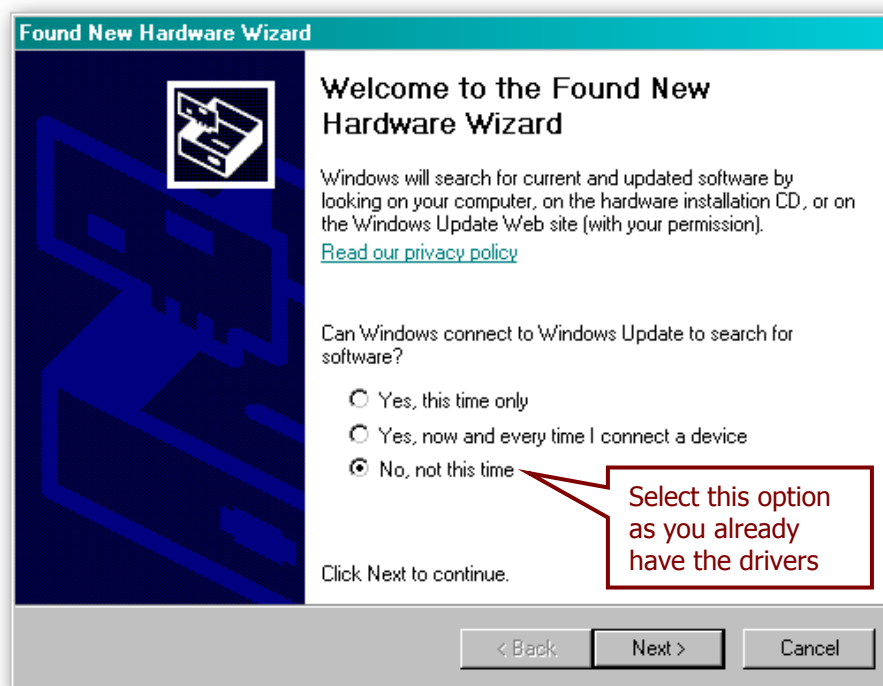 Found New Hardware Wizard
Welcome to the Found New
Hardware Wizard
Windows will search for current and updated software by
looking on your computer, on the hardware installation CD, or on
the Windows Update Web site (with your permission).
Read our privacy policy
Can Windows connect to Windows Update to search for
software?
Yes, this time only
Yes, now and every time I connect a device
No, not this time
Select this option
as you already
have the drivers
Click Next to continue.
< Back
Next >
Cancel